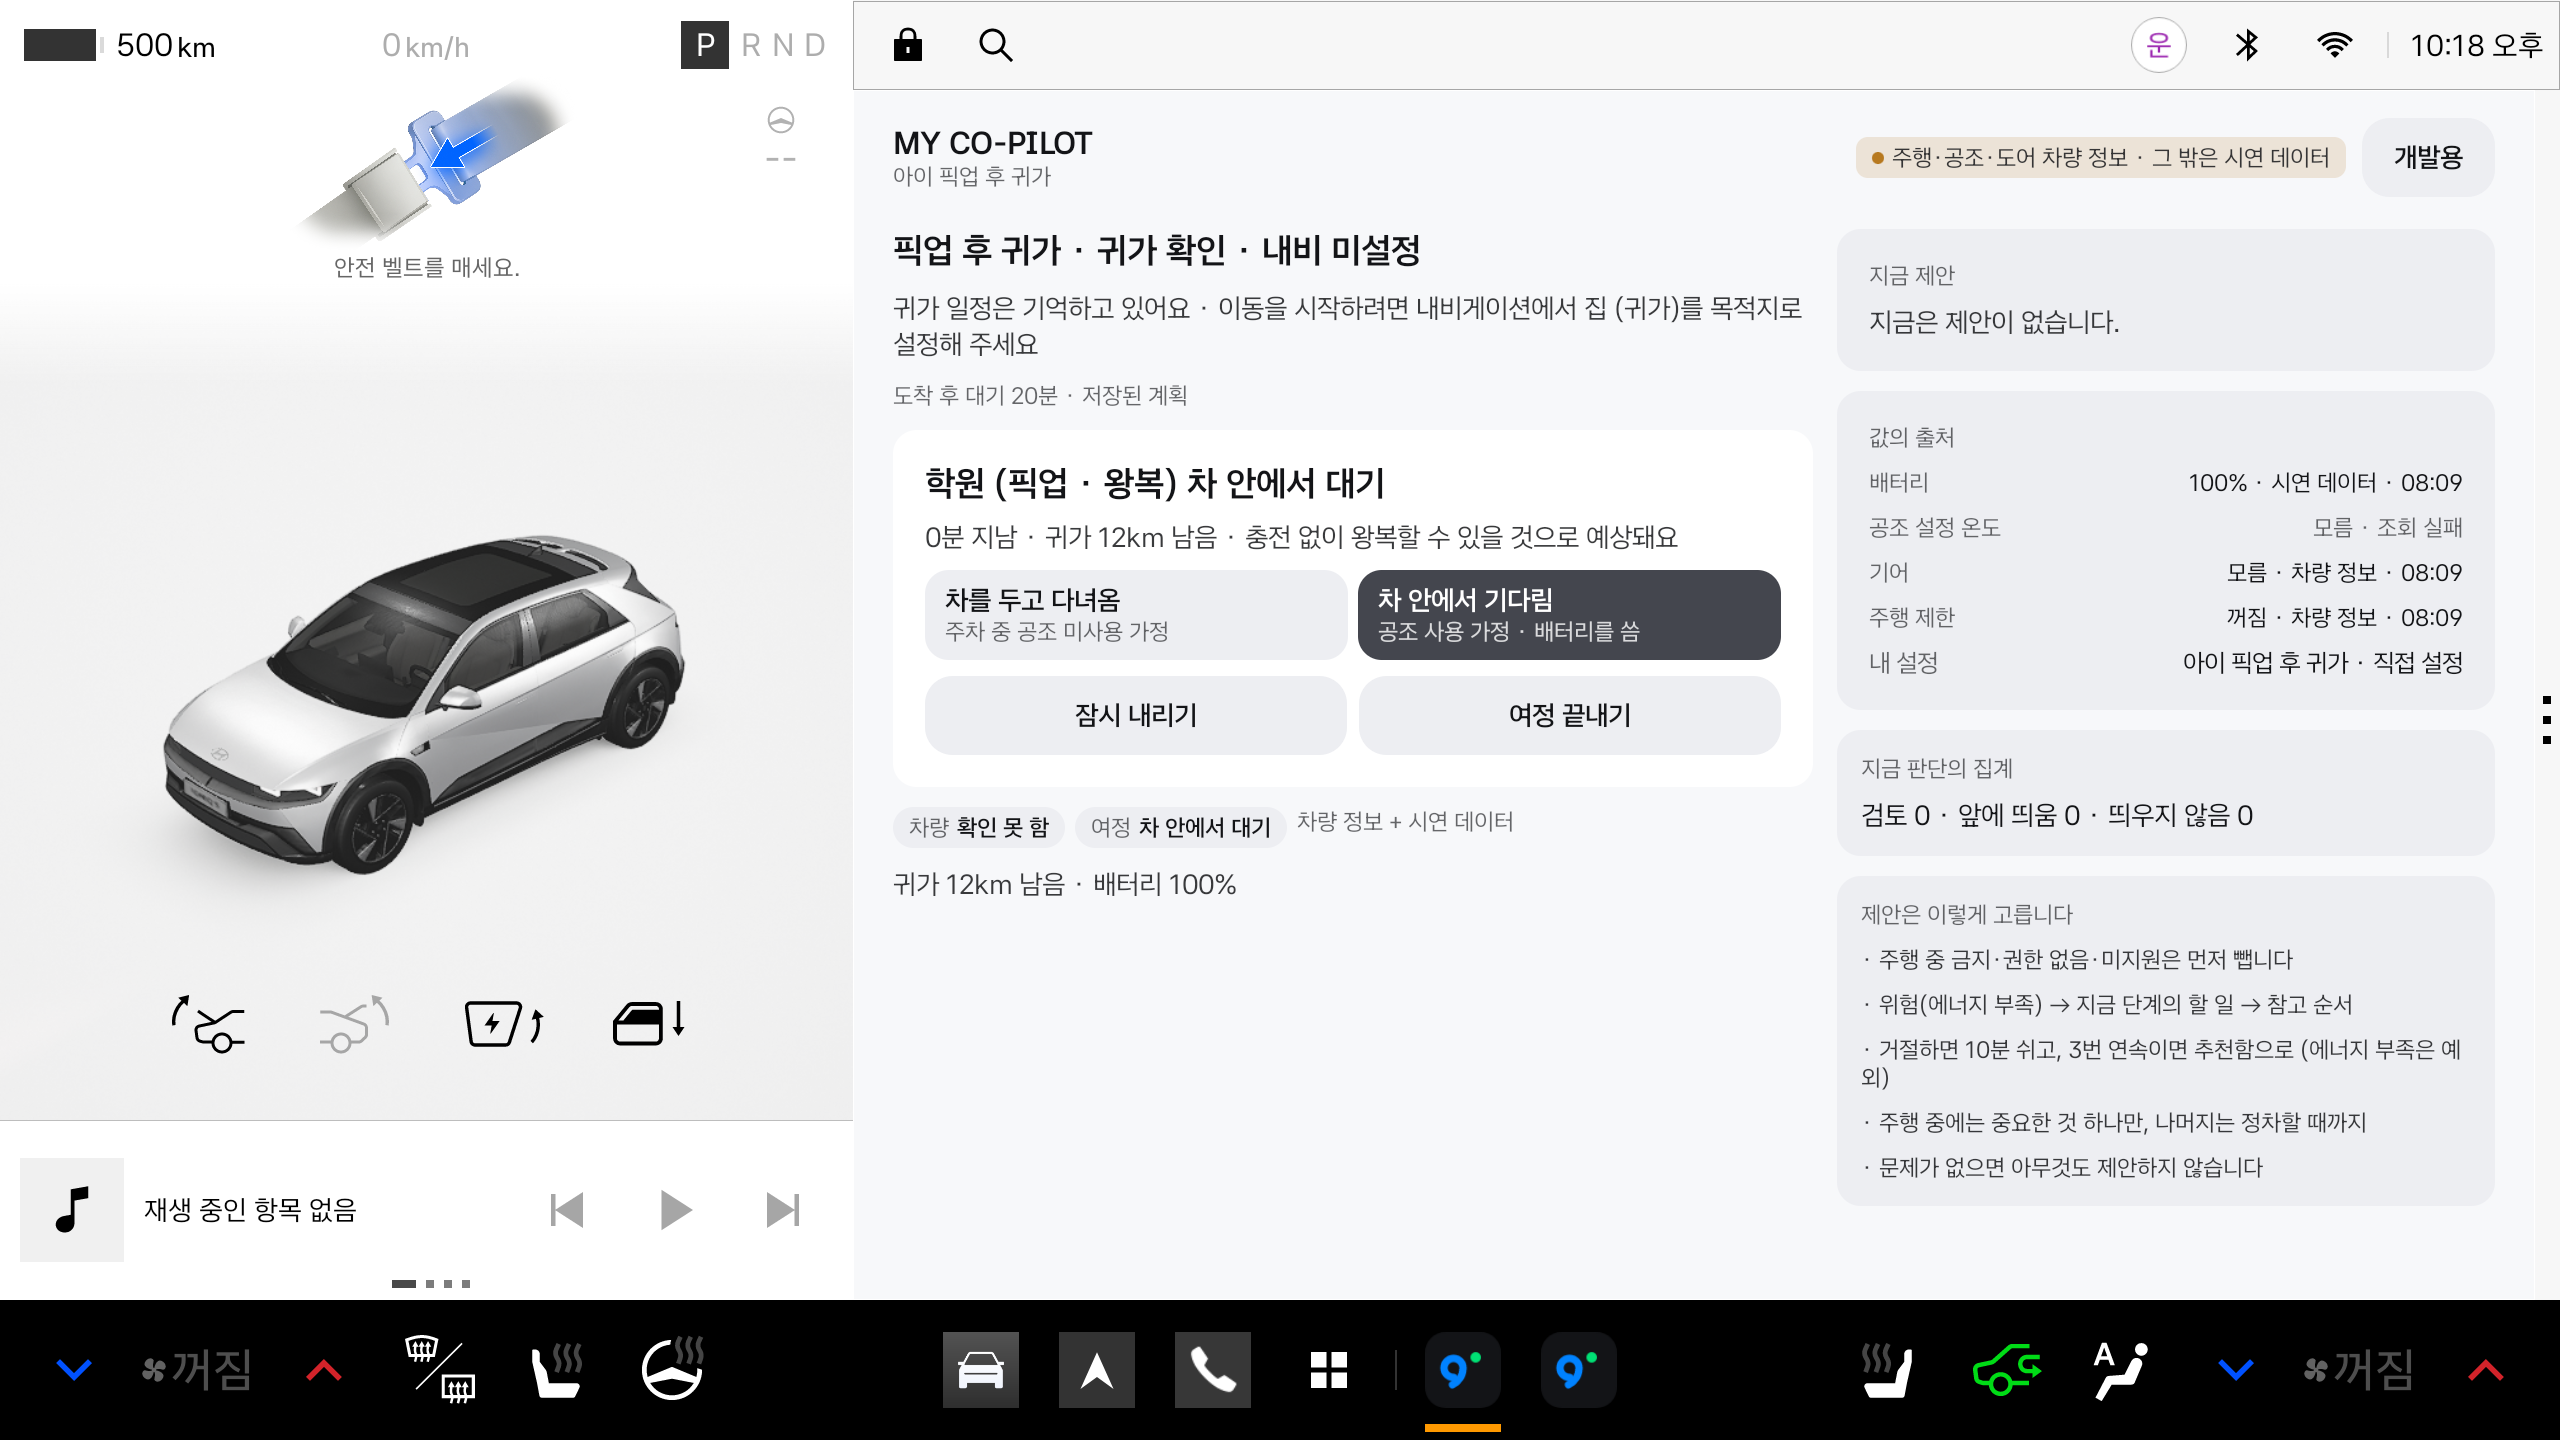 500 km
0 km/h
P R N D
운
10:18 오후
안전 벨트를 매세요.
재생 중인 항목 없음
MY CO-PILOT
아이 픽업 후 귀가
주행·공조·도어 차량 정보 · 그 밖은 시연 데이터
개발용
픽업 후 귀가 · 귀가 확인 · 내비 미설정
귀가 일정은 기억하고 있어요 · 이동을 시작하려면 내비게이션에서 집 (귀가)를 목적지로
설정해 주세요
도착 후 대기 20분 · 저장된 계획
학원 (픽업 · 왕복) 차 안에서 대기
0분 지남 · 귀가 12km 남음 · 충전 없이 왕복할 수 있을 것으로 예상돼요
차를 두고 다녀옴
주차 중 공조 미사용 가정
차 안에서 기다림
공조 사용 가정 · 배터리를 씀
잠시 내리기
여정 끝내기
차량 확인 못 함
여정 차 안에서 대기
차량 정보 + 시연 데이터
귀가 12km 남음 · 배터리 100%
지금 제안
지금은 제안이 없습니다.
값의 출처
배터리 100% · 시연 데이터 · 08:09
공조 설정 온도 모름 · 조회 실패
기어 모름 · 차량 정보 · 08:09
주행 제한 꺼짐 · 차량 정보 · 08:09
내 설정 아이 픽업 후 귀가 · 직접 설정
지금 판단의 집계
검토 0 · 앞에 띄움 0 · 띄우지 않음 0
제안은 이렇게 고릅니다
· 주행 중 금지·권한 없음·미지원은 먼저 뺍니다
· 위험(에너지 부족) → 지금 단계의 할 일 → 참고 순서
· 거절하면 10분 쉬고, 3번 연속이면 추천함으로 (에너지 부족은 예
외)
· 주행 중에는 중요한 것 하나만, 나머지는 정차할 때까지
· 문제가 없으면 아무것도 제안하지 않습니다
꺼짐
A
꺼짐